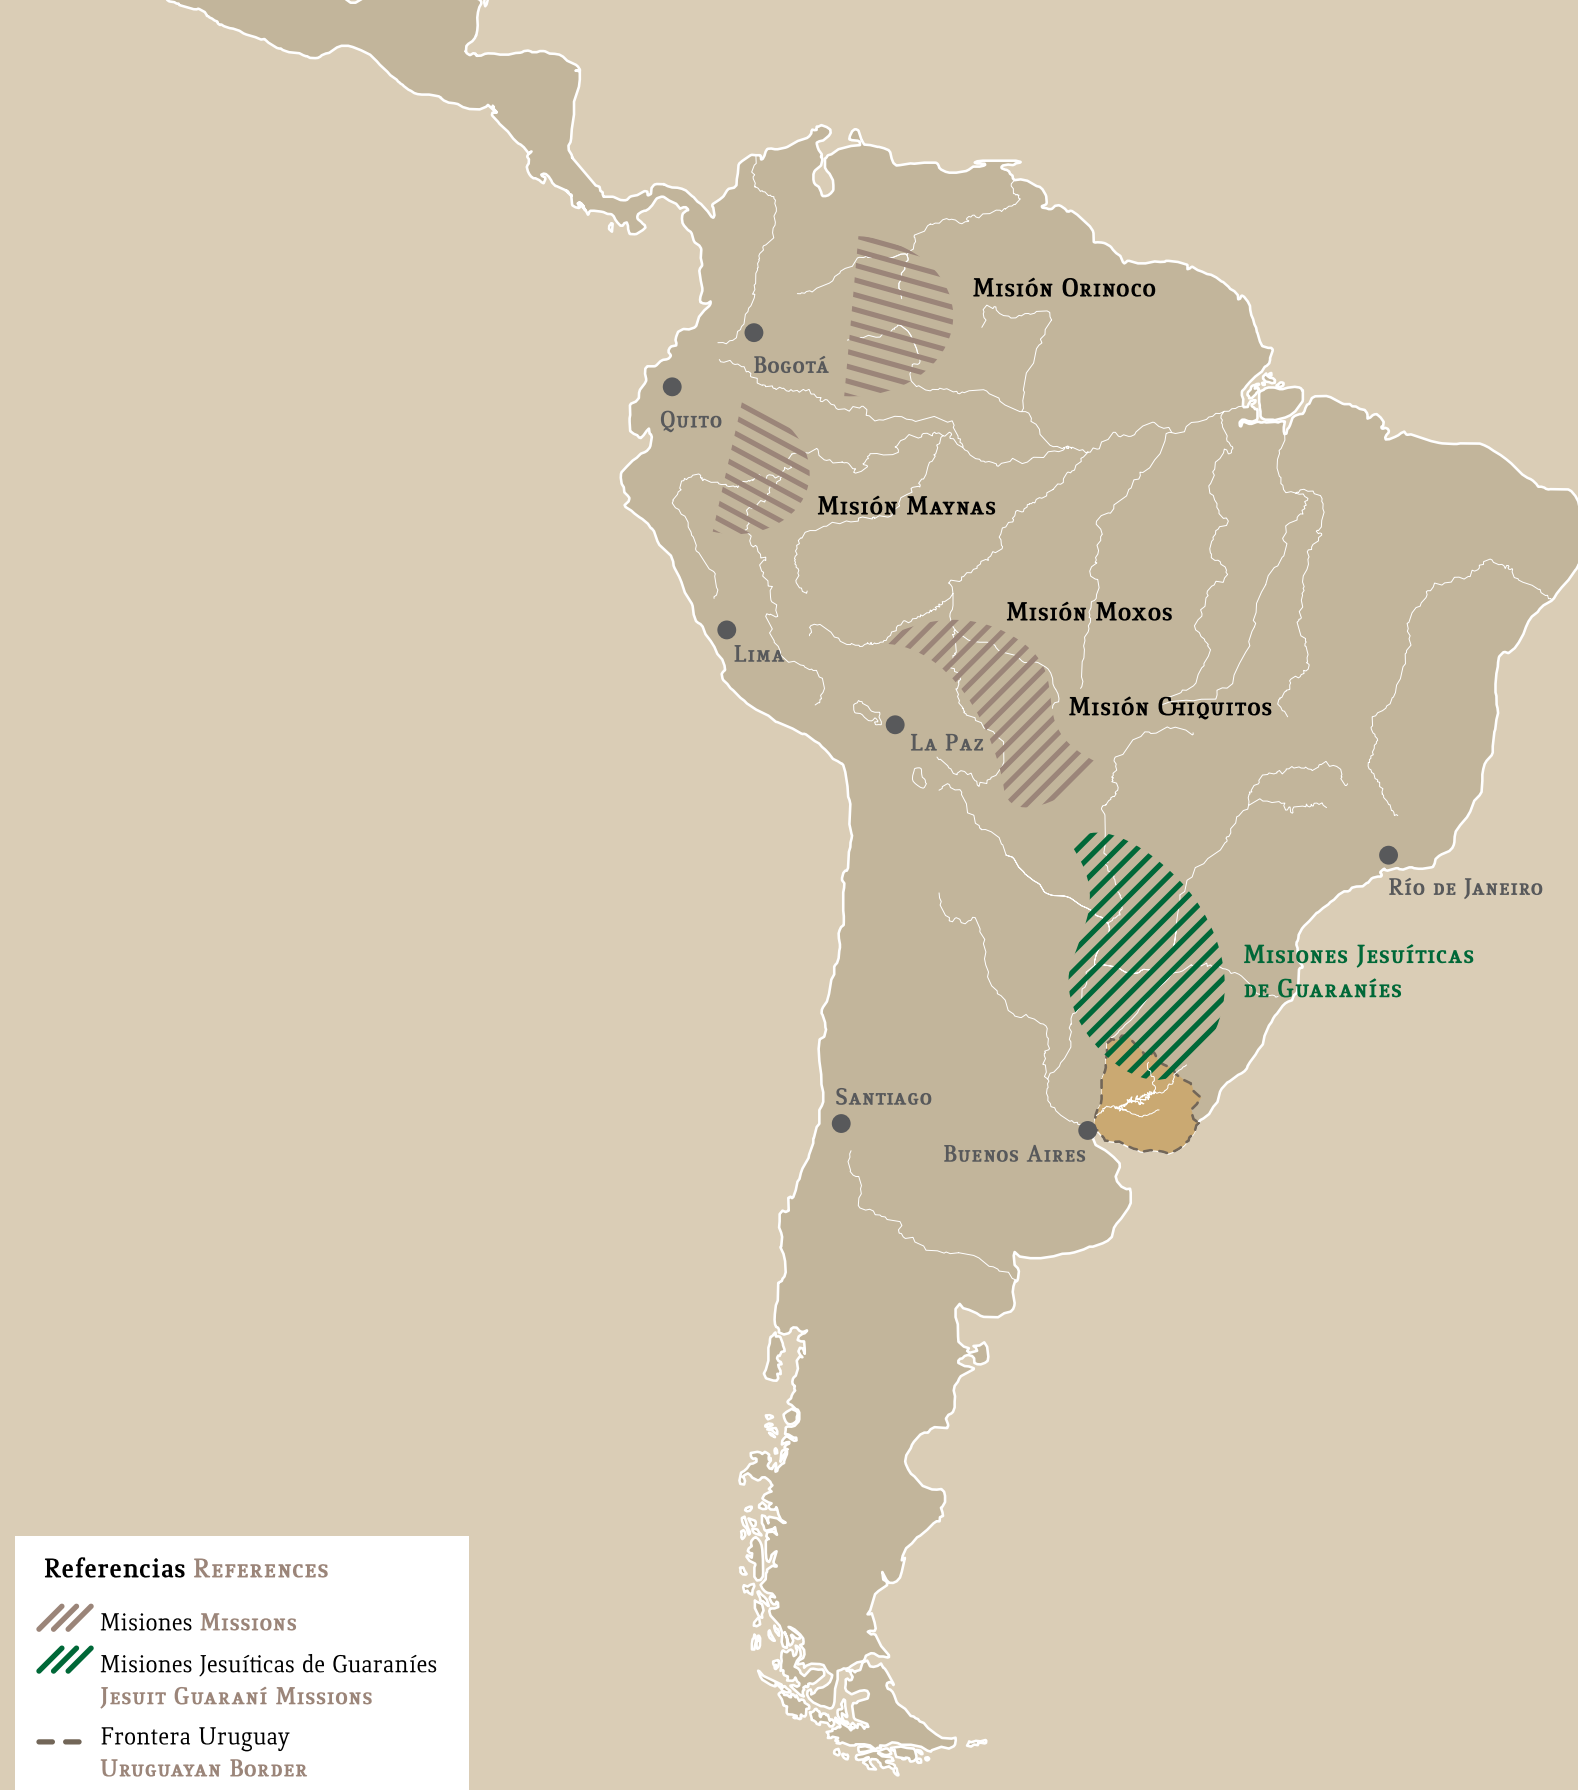 Misión Orinoco
Bogotá
Quito
Misión Maynas
Misión Moxos
Lima
Misión Chiquitos
La Paz
Río de Janeiro
Misiones Jesuíticas
de Guaraníes
Santiago
Buenos Aires
Referencias References
Misiones Missions
Misiones Jesuíticas de Guaraníes
Jesuit Guaraní Missions
Frontera Uruguay
Uruguayan Border